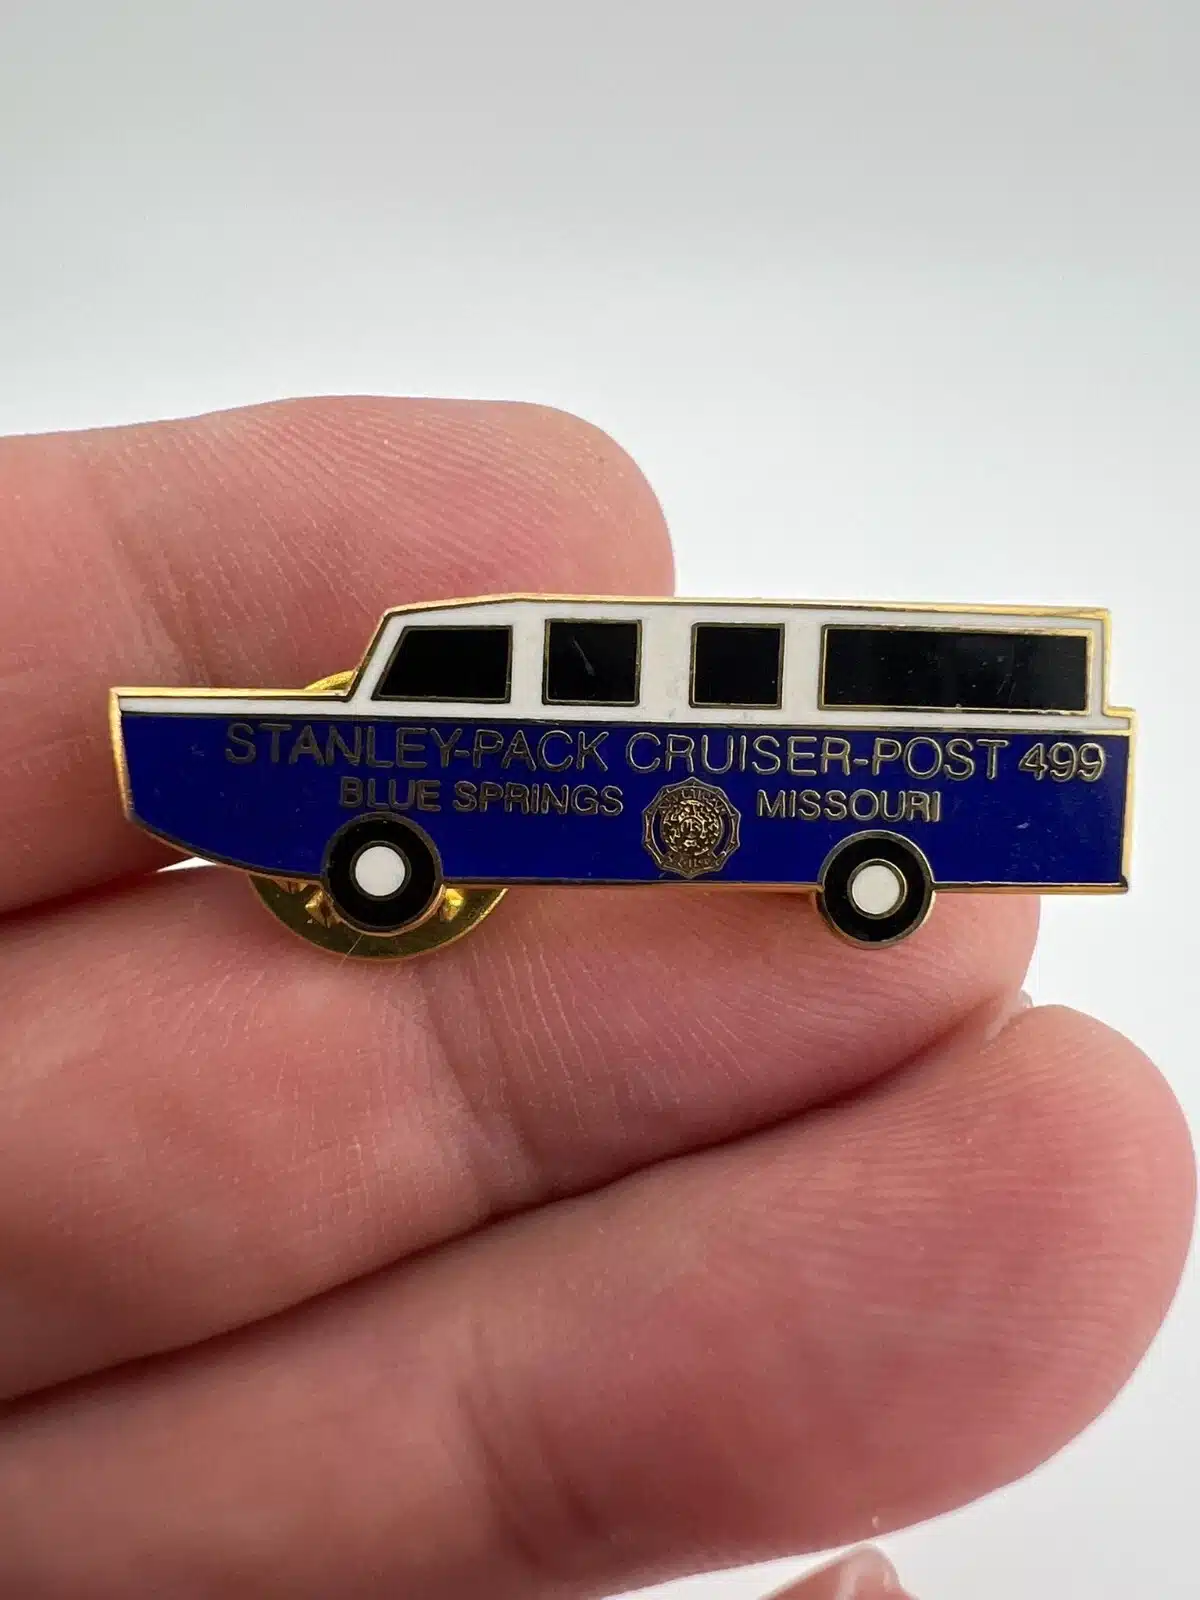 STANLEY-PACK CRUISER-POST 499
BLUE SPRINGS MISSOURI